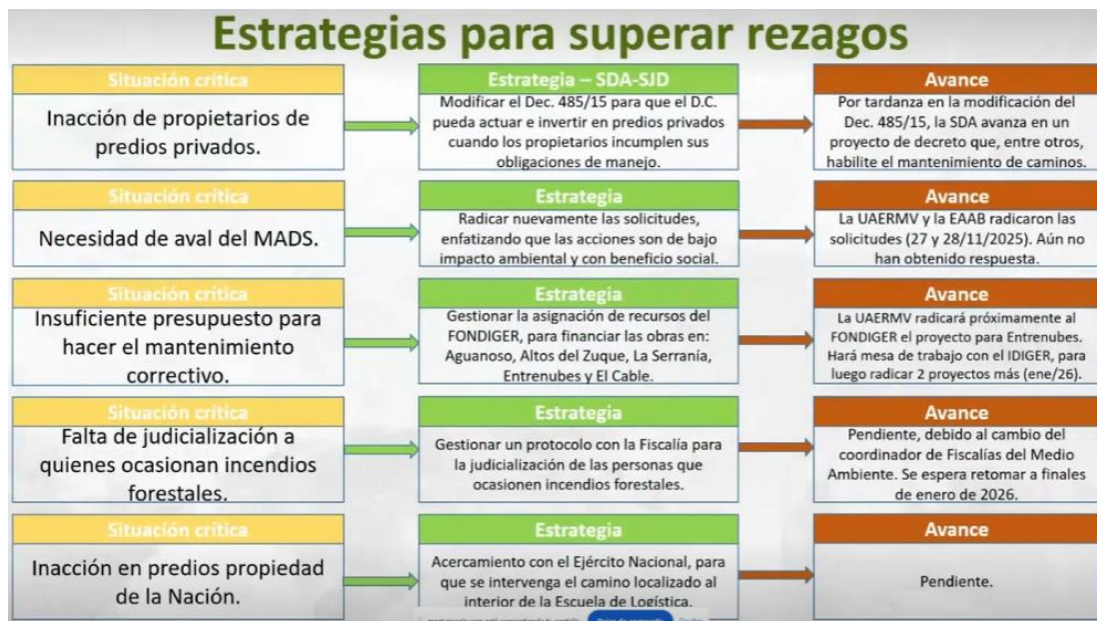 Estrategias para superar rezagos
Situación crítica
Inacción de propietarios de
predios privados.
Estrategia – SDA-SJD
Modificar el Dec. 485/15 para que el D.C.
pueda actuar e invertir en predios privados
cuando los propietarios incumplen sus
obligaciones de manejo.
Avance
Por tardanza en la modificación del
Dec. 485/15, la SDA avanza en un
proyecto de decreto que, entre otros,
habilite el mantenimiento de caminos.
Situación crítica
Necesidad de aval del MADS.
Estrategia
Radicar nuevamente las solicitudes,
enfatizando que las acciones son de bajo
impacto ambiental y con beneficio social.
Avance
La UAERMV y la EAAB radicaron las
solicitudes (27 y 28/11/2025). Aún no
han obtenido respuesta.
Situación crítica
Insuficiente presupuesto para
hacer el mantenimiento
correctivo.
Estrategia
Gestionar la asignación de recursos del
FONDIGER, para financiar las obras en:
Aguanoso, Altos del Zuque, La Serranía,
Entrenubes y El Cable.
Avance
La UAERMV radicará próximamente al
FONDIGER el proyecto para Entrenubes.
Hará mesa de trabajo con el IDIGER, para
luego radicar 2 proyectos más (ene/26).
Situación crítica
Falta de judicialización a
quienes ocasionan incendios
forestales.
Estrategia
Gestionar un protocolo con la Fiscalía para
la judicialización de las personas que
ocasionen incendios forestales.
Avance
Pendiente, debido al cambio del
coordinador de Fiscalías del Medio
Ambiente. Se espera retomar a finales
de enero de 2026.
Situación crítica
Inacción en predios propiedad
de la Nación.
Estrategia
Acercamiento con el Ejército Nacional, para
que se intervenga el camino localizado al
interior de la Escuela de Logística.
Avance
Pendiente.